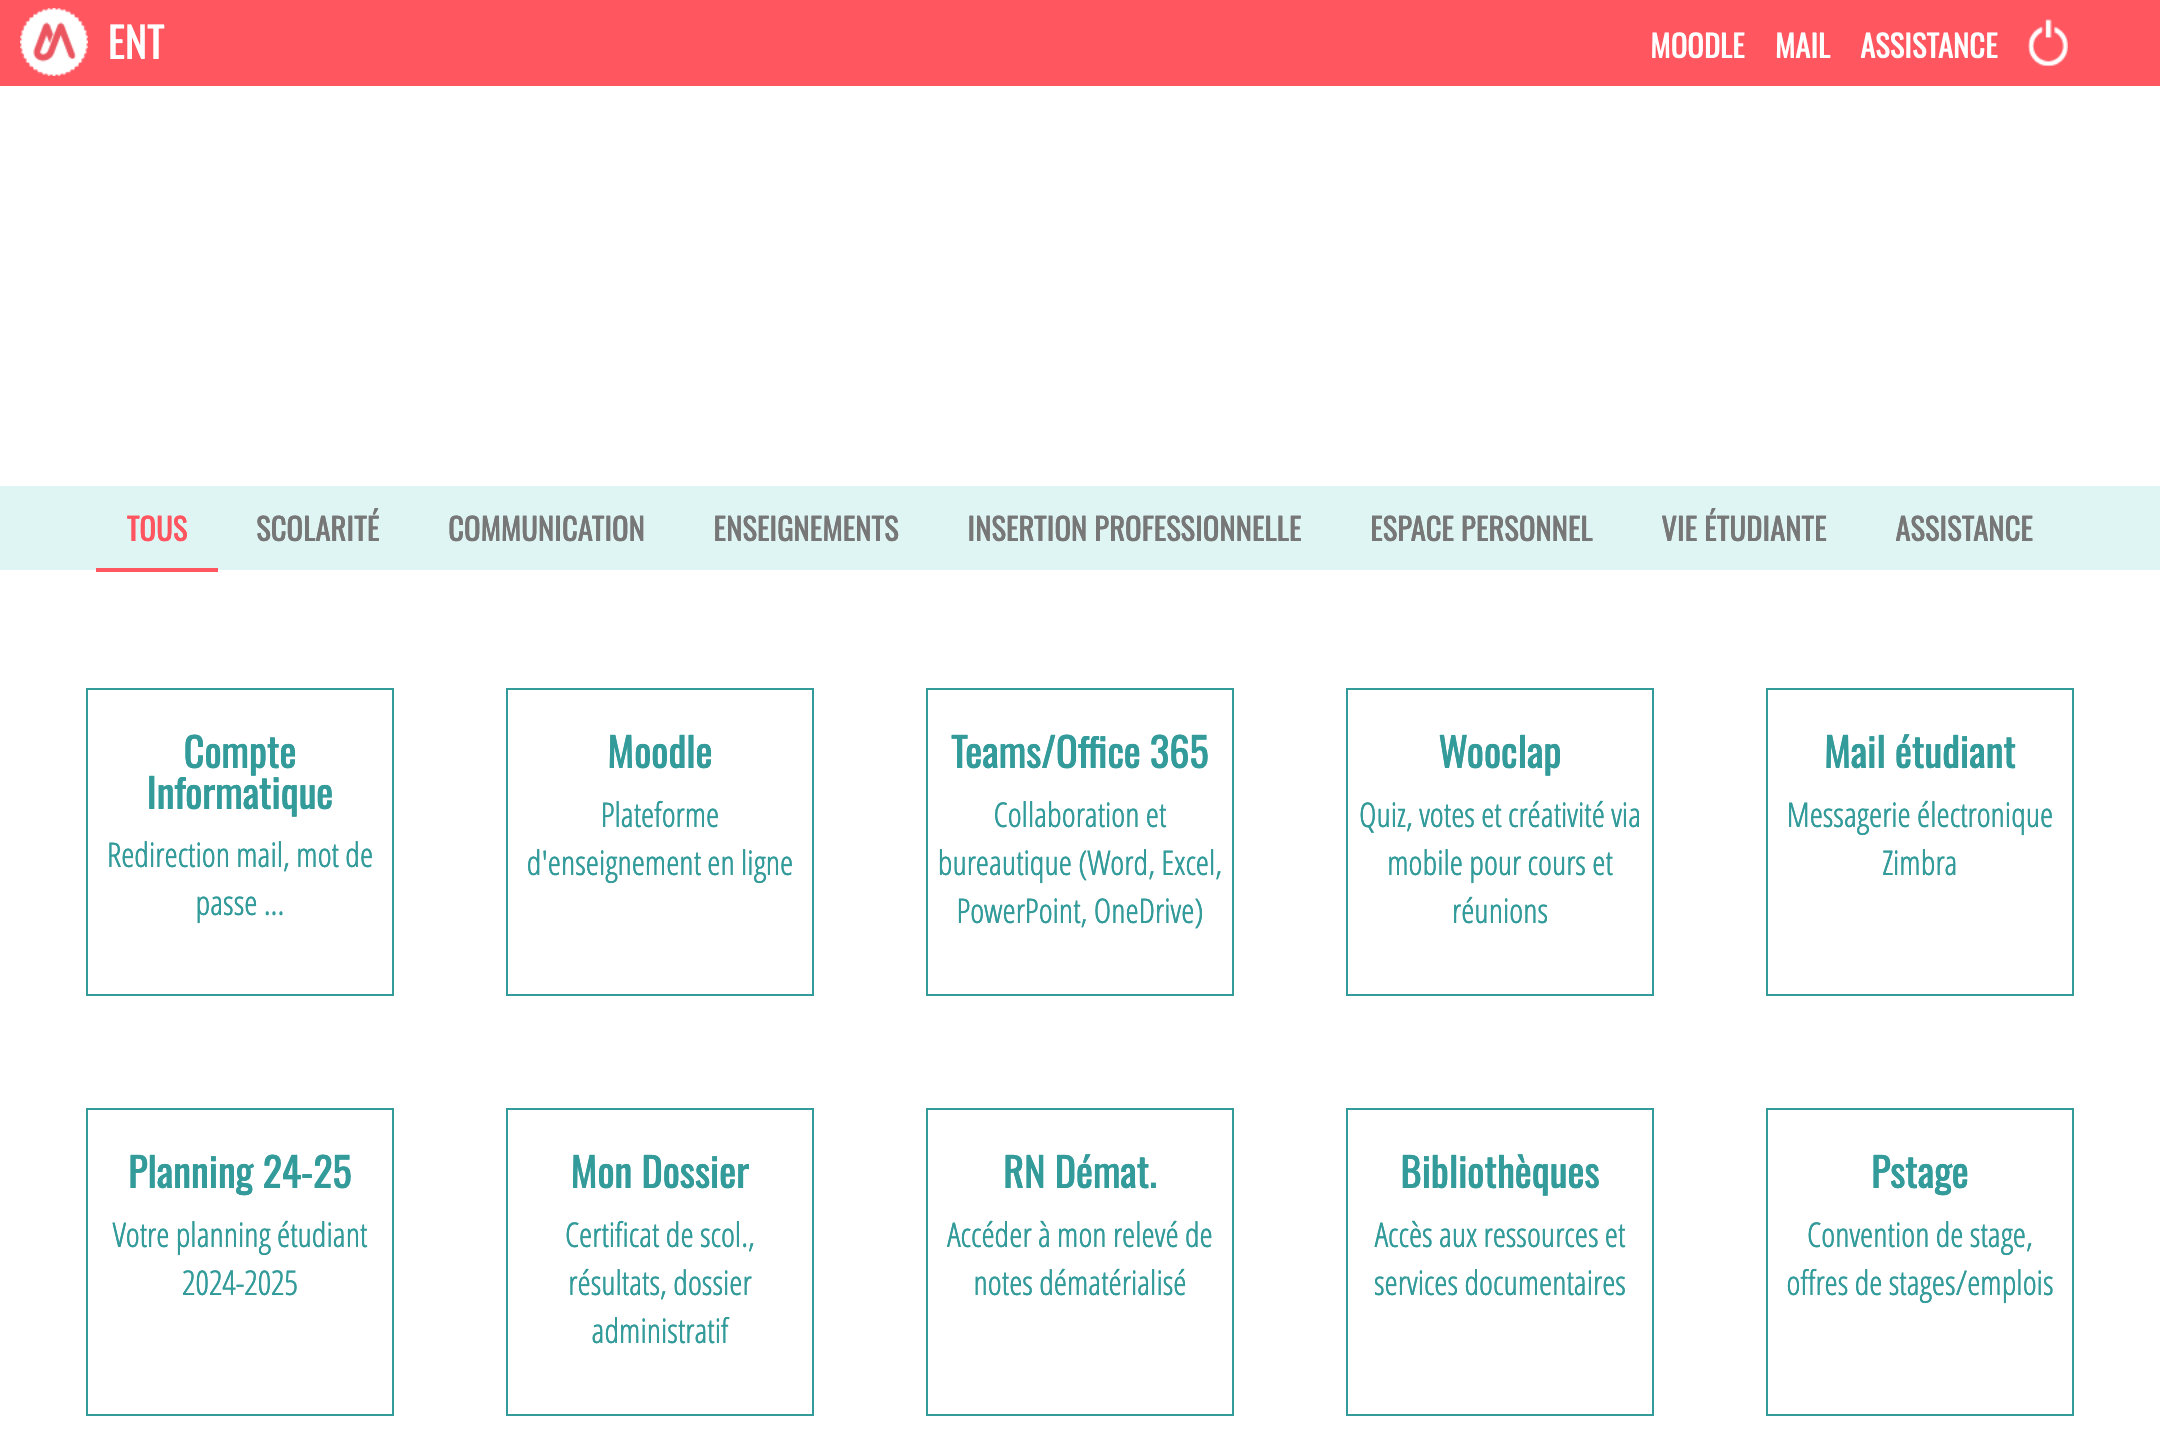 ENT
MOODLE MAIL ASSISTANCE
TOUS SCOLARITÉ COMMUNICATION ENSEIGNEMENTS INSERTION PROFESSIONNELLE ESPACE PERSONNEL VIE ÉTUDIANTE ASSISTANCE
Compte
Informatique
Redirection mail, mot de
passe ...
Moodle
Plateforme
d'enseignement en ligne
Teams/Office 365
Collaboration et
bureautique (Word, Excel,
PowerPoint, OneDrive)
Wooclap
Quiz, votes et créativité via
mobile pour cours et
réunions
Mail étudiant
Messagerie électronique
Zimbra
Planning 24-25
Votre planning étudiant
2024-2025
Mon Dossier
Certificat de scol.,
résultats, dossier
administratif
RN Démat.
Accéder à mon relevé de
notes dématérialisé
Bibliothèques
Accès aux ressources et
services documentaires
Pstage
Convention de stage,
offres de stages/emplois